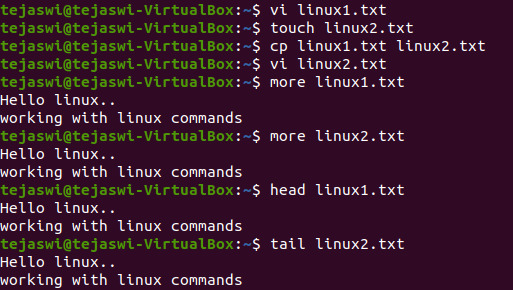 tejaswi@tejaswi-VirtualBox:~$ vi linux1.txt
tejaswi@tejaswi-VirtualBox:~$ touch linux2.txt
tejaswi@tejaswi-VirtualBox:~$ cp linux1.txt linux2.txt
tejaswi@tejaswi-VirtualBox:~$ vi linux2.txt
tejaswi@tejaswi-VirtualBox:~$ more linux1.txt
Hello linux..
working with linux commands
tejaswi@tejaswi-VirtualBox:~$ more linux2.txt
Hello linux..
working with linux commands
tejaswi@tejaswi-VirtualBox:~$ head linux1.txt
Hello linux..
working with linux commands
tejaswi@tejaswi-VirtualBox:~$ tail linux2.txt
Hello linux..
working with linux commands